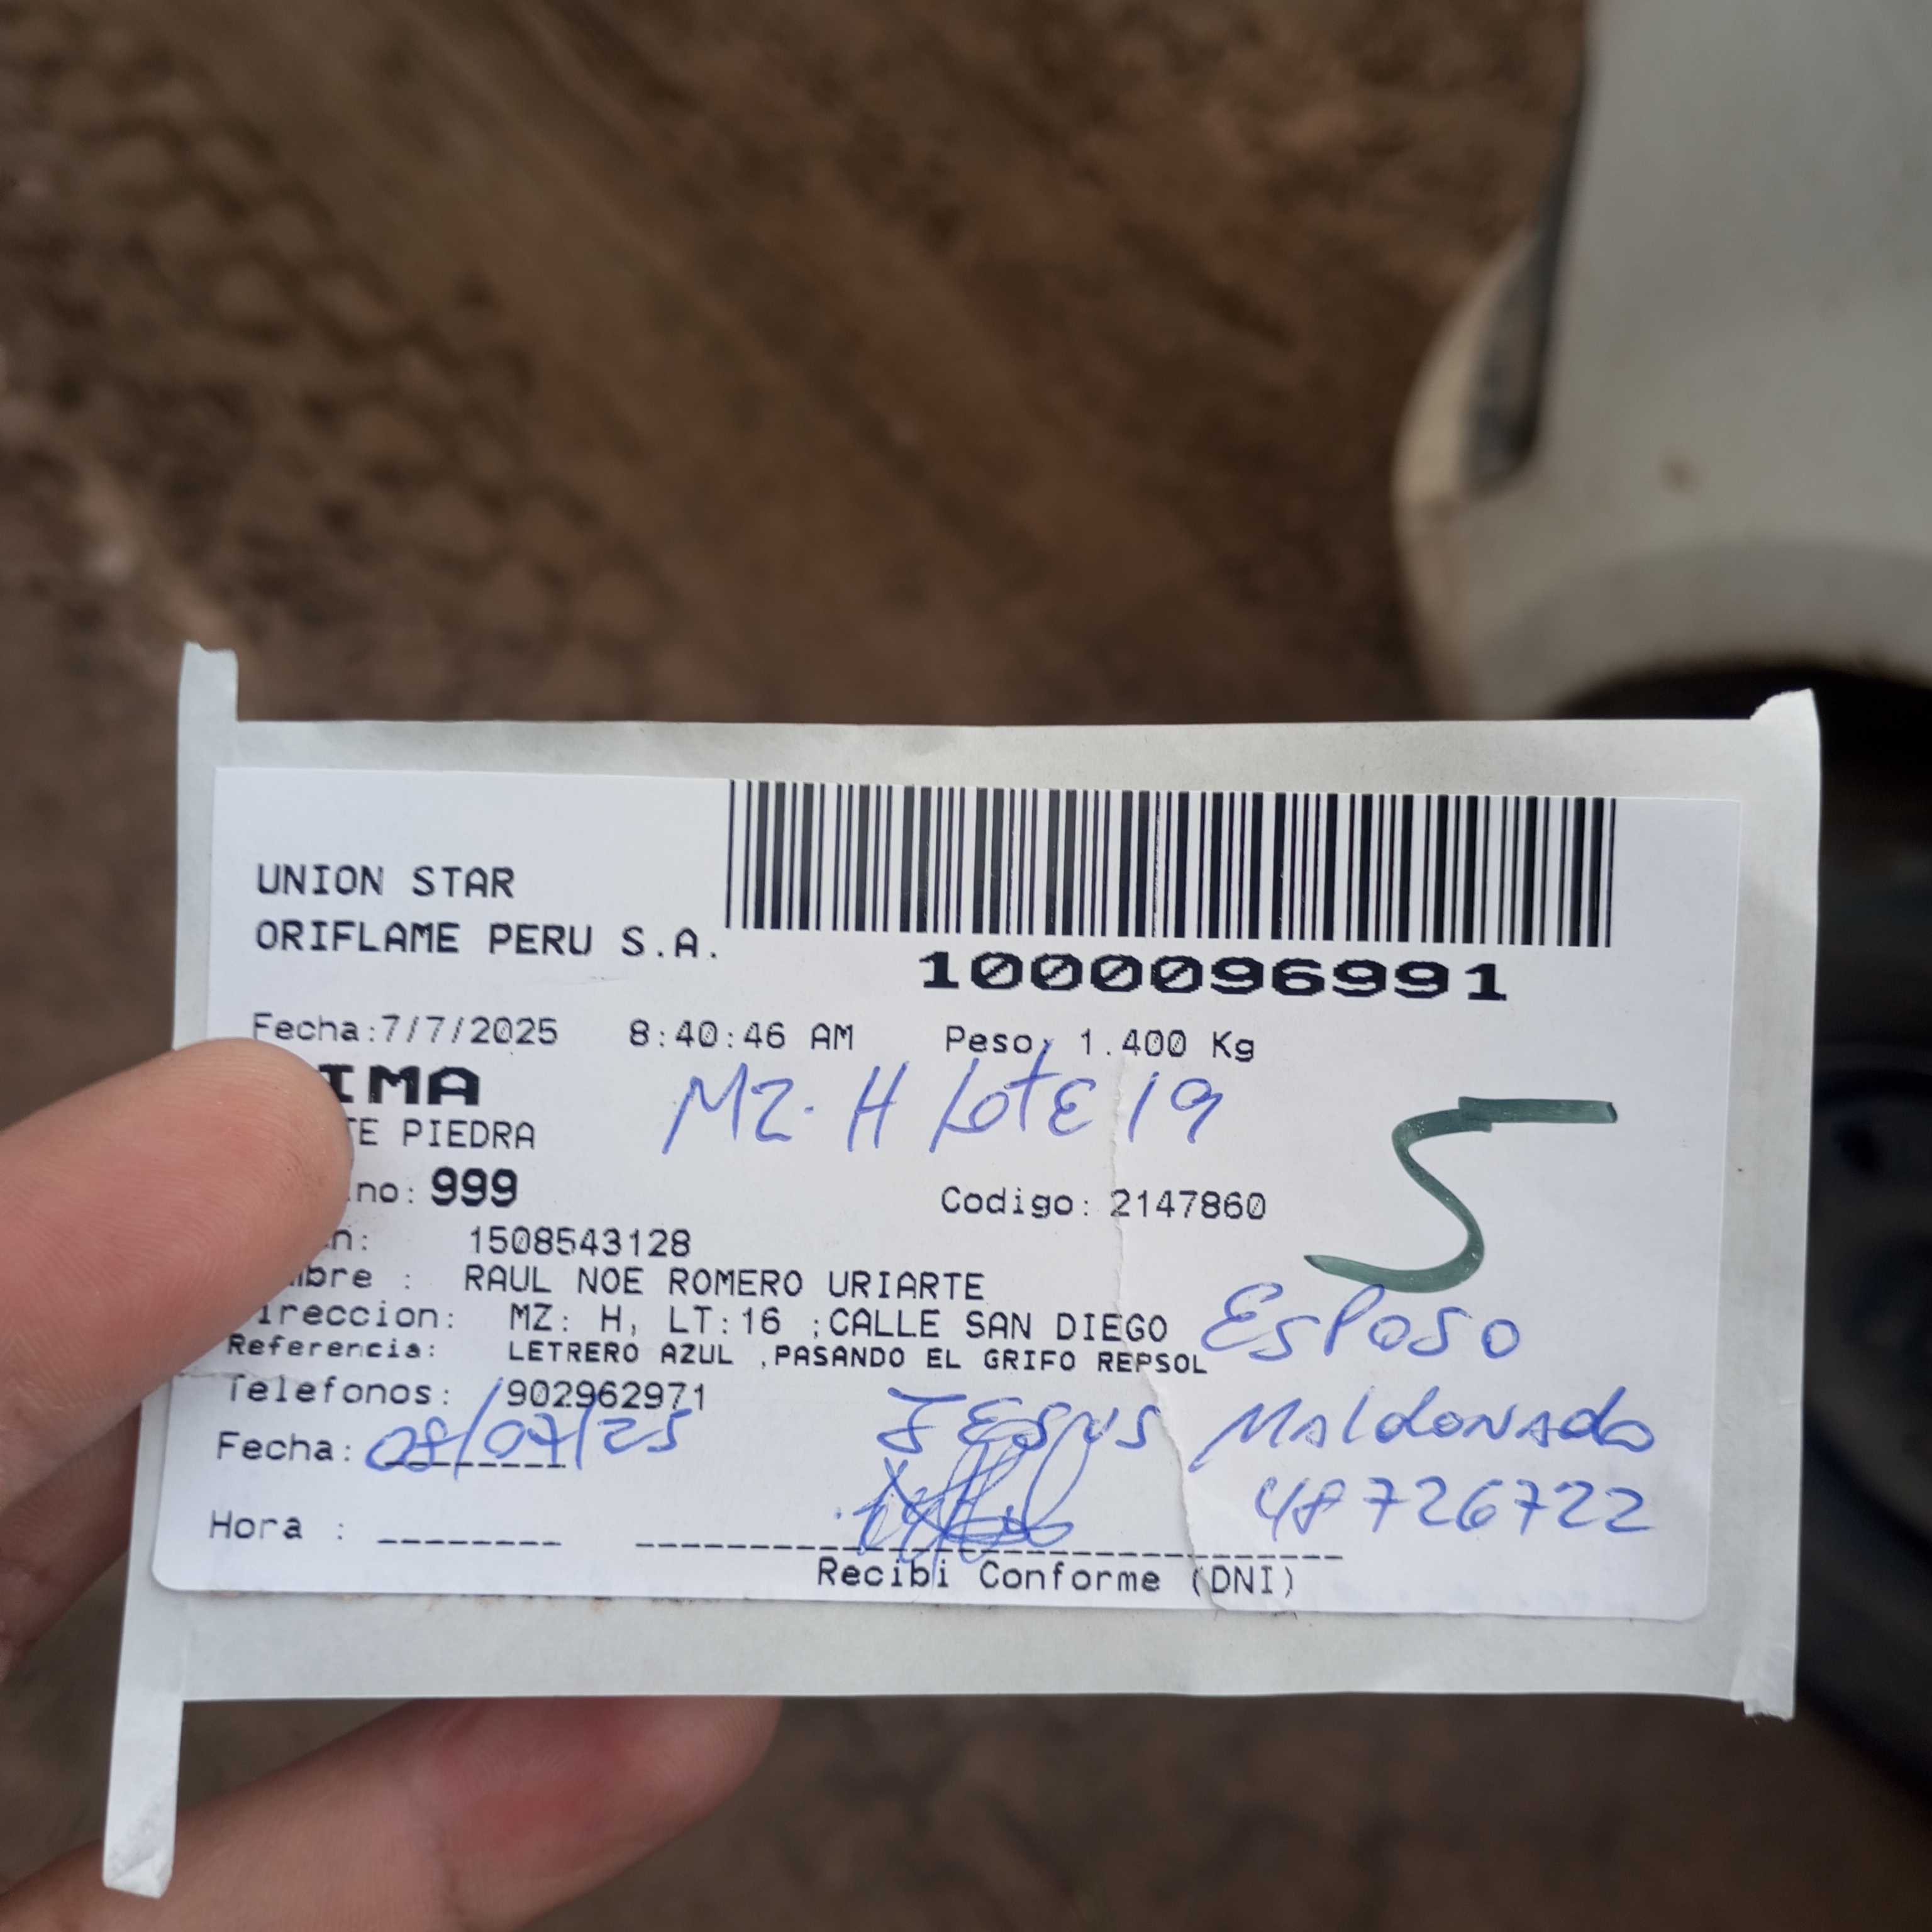 UNION STAR
ORIFLAME PERU S.A.
1000096991
Fecha:7/7/2025 8:40:46 AM Peso: 1.400 Kg
IMA
MZ. H Lote 19
TE PIEDRA
no: 999 Codigo: 2147860
5
n: 1508543128
mbre : RAUL NOE ROMERO URIARTE
ireccion: MZ: H, LT:16 ;CALLE SAN DIEGO
Esposo
Referencia: LETRERO AZUL ,PASANDO EL GRIFO REPSOL
Telefonos: 902962971
Jesus Maldonado
Fecha: 08/07/25
48726722
Hora :
Recibi Conforme (DNI)